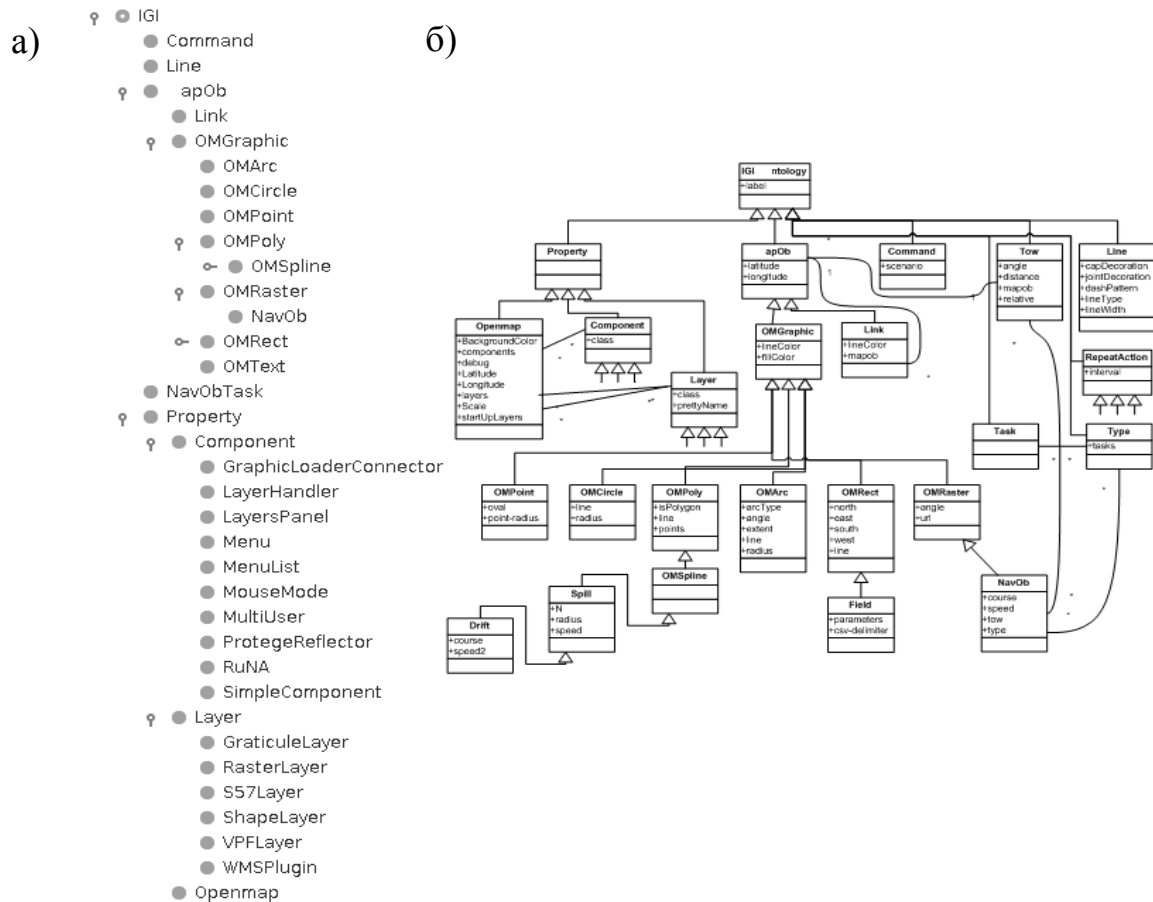 а)
IGI
Command
Line
apOb
Link
OMGraphic
OMArc
OMCircle
OMPoint
OMPoly
OMSpline
OMRaster
NavOb
OMRect
OMText
NavObTask
Property
Component
GraphicLoaderConnector
LayerHandler
LayersPanel
Menu
MenuList
MouseMode
MultiUser
ProtegeReflector
RuNA
SimpleComponent
Layer
GraticuleLayer
RasterLayer
S57Layer
ShapeLayer
VPFLayer
WMSPlugin
Openmap
б)
IGI ntology
+label
Property
apOb
+latitude
+longitude
Command
+scenario
Tow
+angle
+distance
+mapob
+relative
Line
+capDecoration
+jointDecoration
+dashPattern
+lineType
+lineWidth
Openmap
+BackgroundColor
+components
+debug
+Latitude
+Longitude
+layers
+Scale
+startUpLayers
Component
+class
Layer
+class
+prettyName
OMGraphic
+lineColor
+fillColor
Link
+lineColor
+mapob
1
1
RepeatAction
+interval
Task
Type
+tasks
OMPoint
+oval
+point-radius
OMCircle
+line
+radius
OMPoly
+isPolygon
+line
+points
OMArc
+arcType
+angle
+extent
+line
+radius
OMRect
+north
+east
+south
+west
+line
OMRaster
+angle
+url
OMSpline
Spill
+N
+radius
+speed
Drift
+course
+speed2
Field
+parameters
+csv-delimiter
NavOb
+course
+speed
+tow
+type